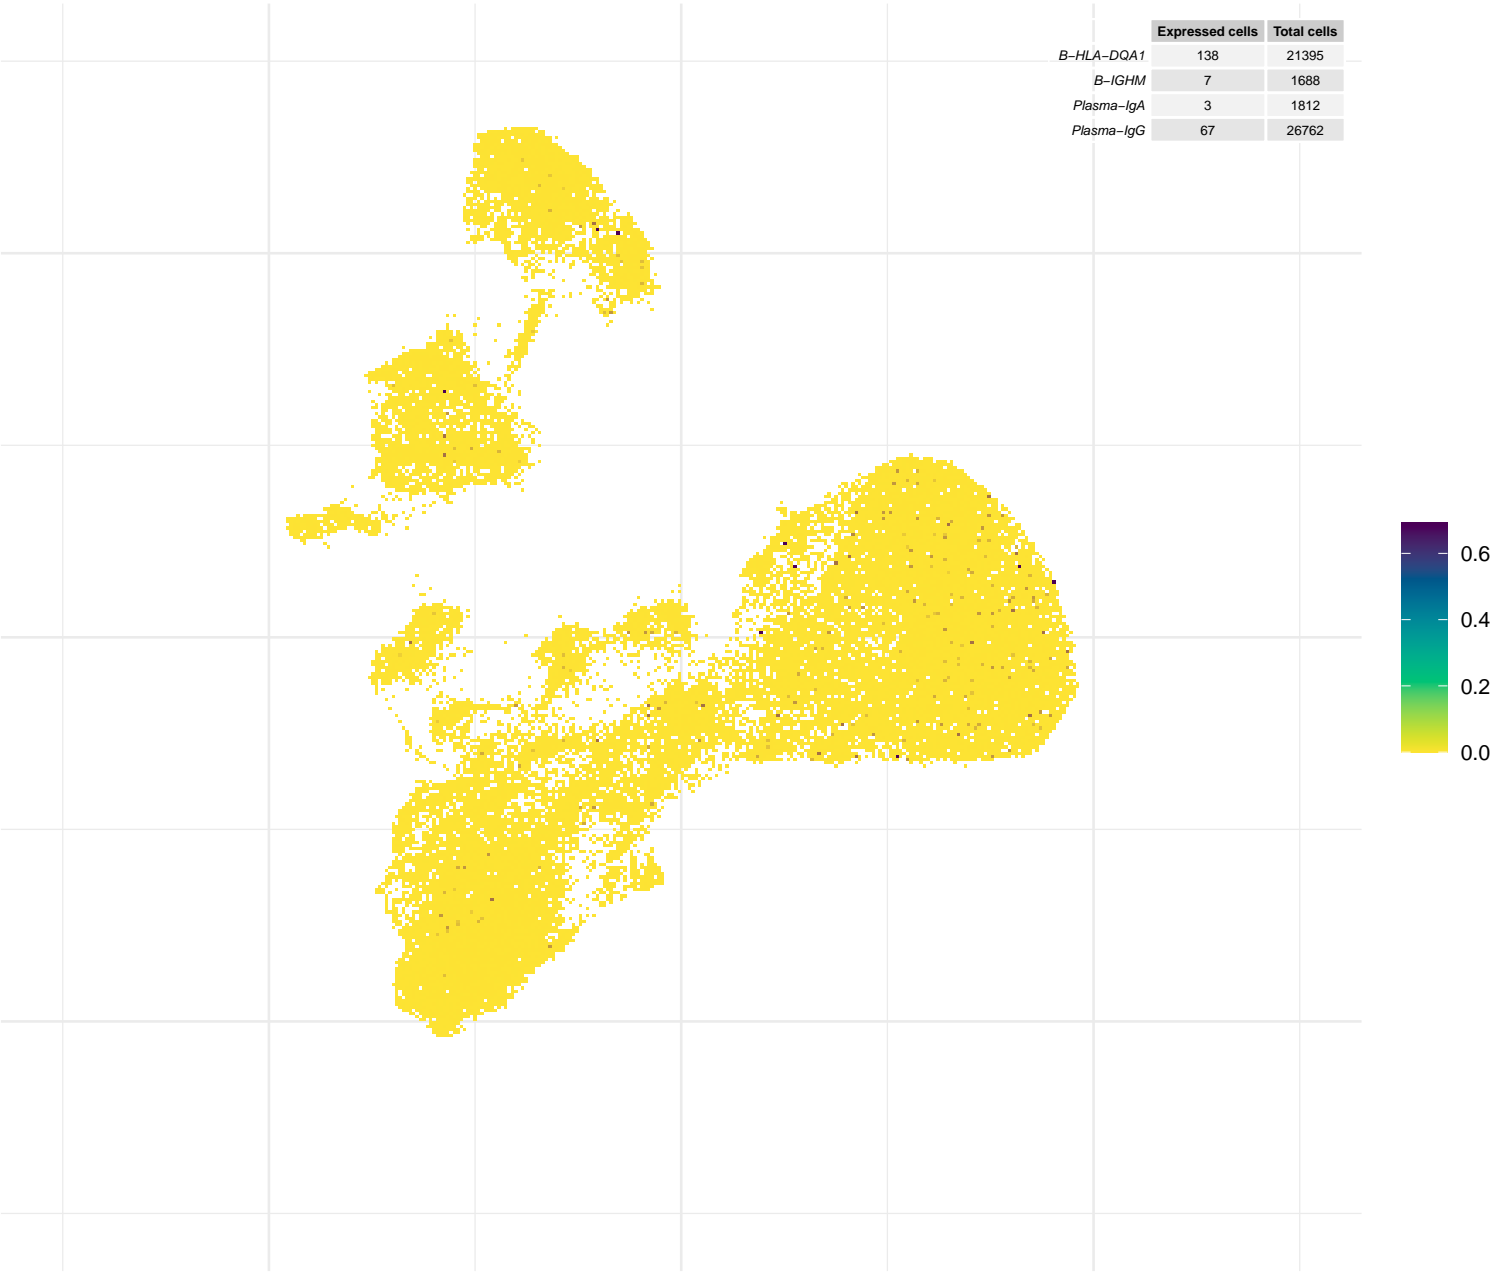 Expressed cells Total cells
B−HLA−DQA1 138 21395
B−IGHM 7 1688
Plasma−IgA 3 1812
Plasma−IgG 67 26762
0.6
0.4
0.2
0.0